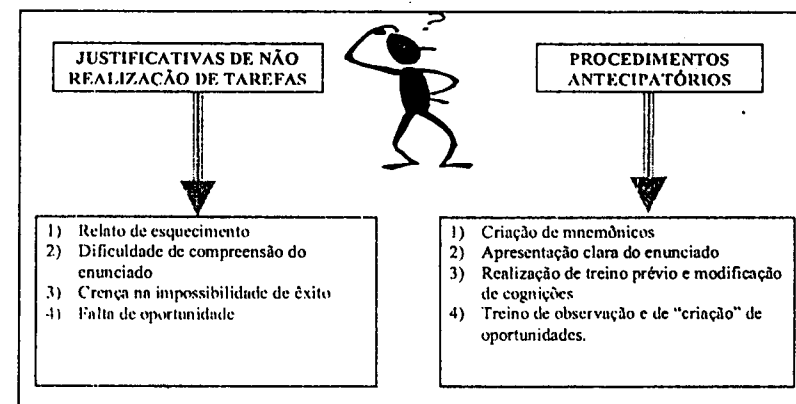 ?
JUSTIFICATIVAS DE NÃO
REALIZAÇÃO DE TAREFAS
1) Relato de esquecimento
2) Dificuldade de compreensão do
enunciado
3) Crença na impossibilidade de êxito
4) Falta de oportunidade
PROCEDIMENTOS
ANTECIPATÓRIOS
1) Criação de mnemônicos
2) Apresentação clara do enunciado
3) Realização de treino prévio e modificação
de cognições
4) Treino de observação e de “criação” de
oportunidades.